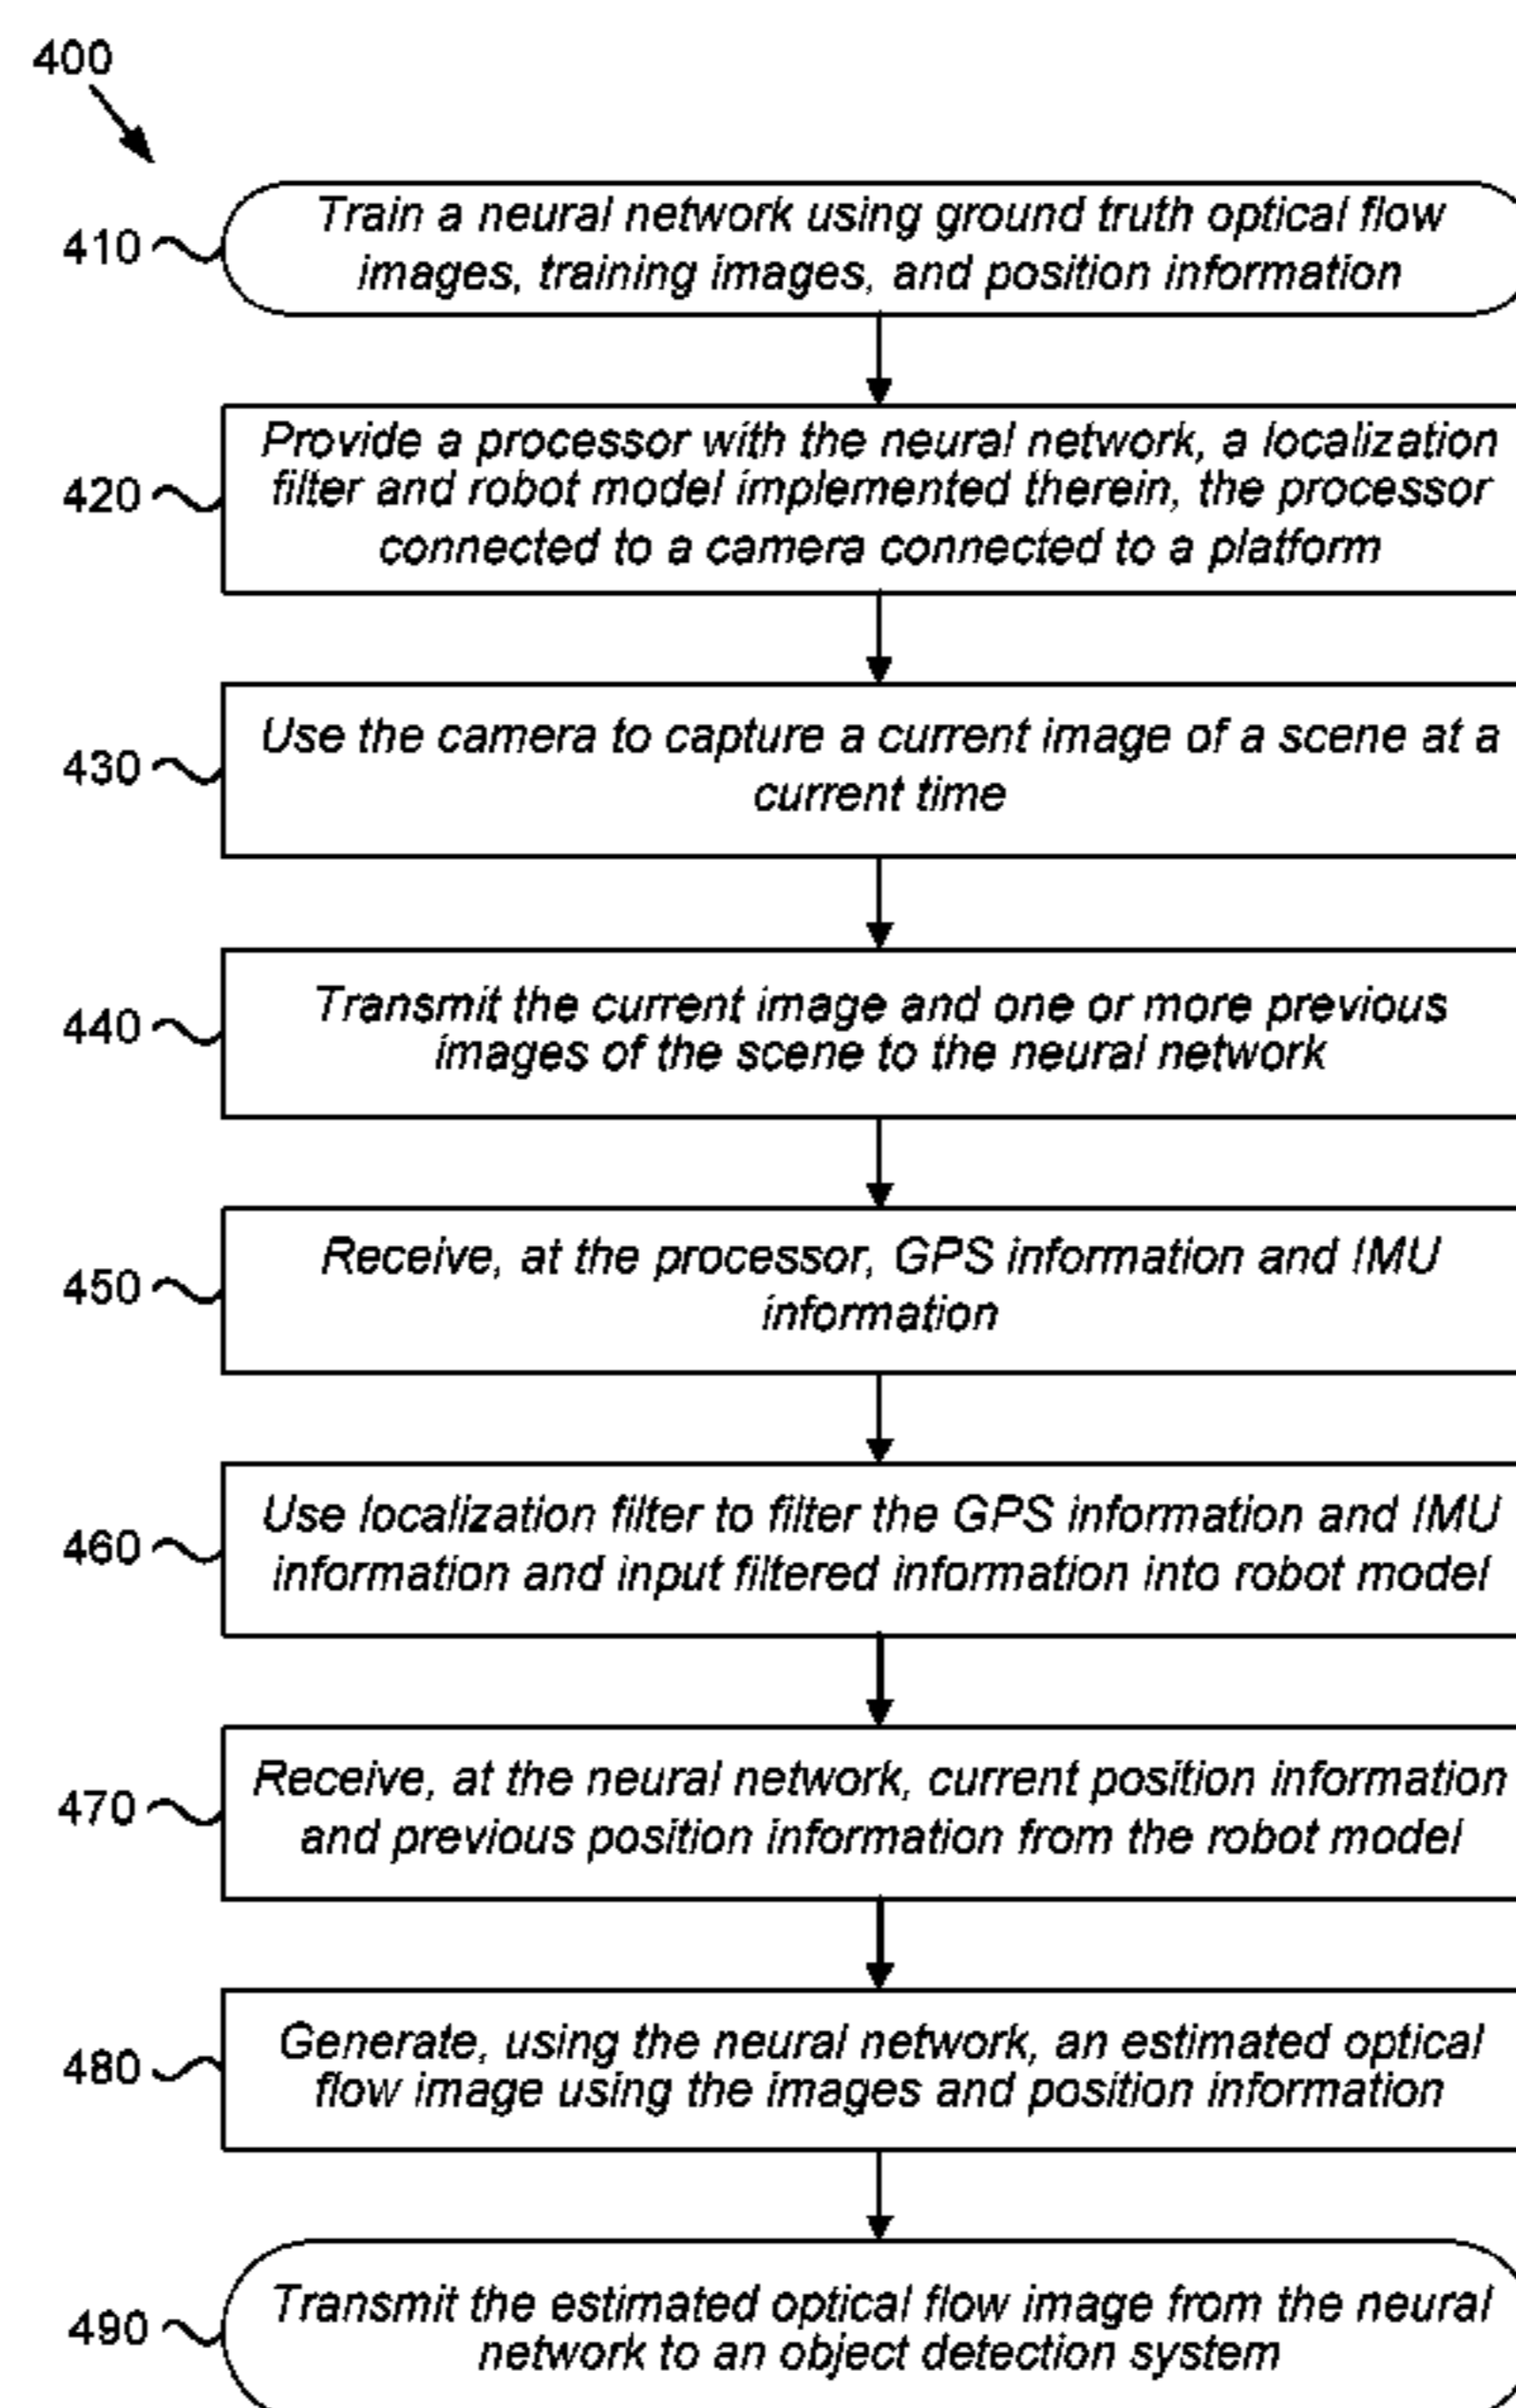 400
410
Train a neural network using ground truth optical flow
images, training images, and position information
420
Provide a processor with the neural network, a localization
filter and robot model implemented therein, the processor
connected to a camera connected to a platform
430
Use the camera to capture a current image of a scene at a
current time
440
Transmit the current image and one or more previous
images of the scene to the neural network
450
Receive, at the processor, GPS information and IMU
information
460
Use localization filter to filter the GPS information and IMU
information and input filtered information into robot model
470
Receive, at the neural network, current position information
and previous position information from the robot model
480
Generate, using the neural network, an estimated optical
flow image using the images and position information
490
Transmit the estimated optical flow image from the neural
network to an object detection system